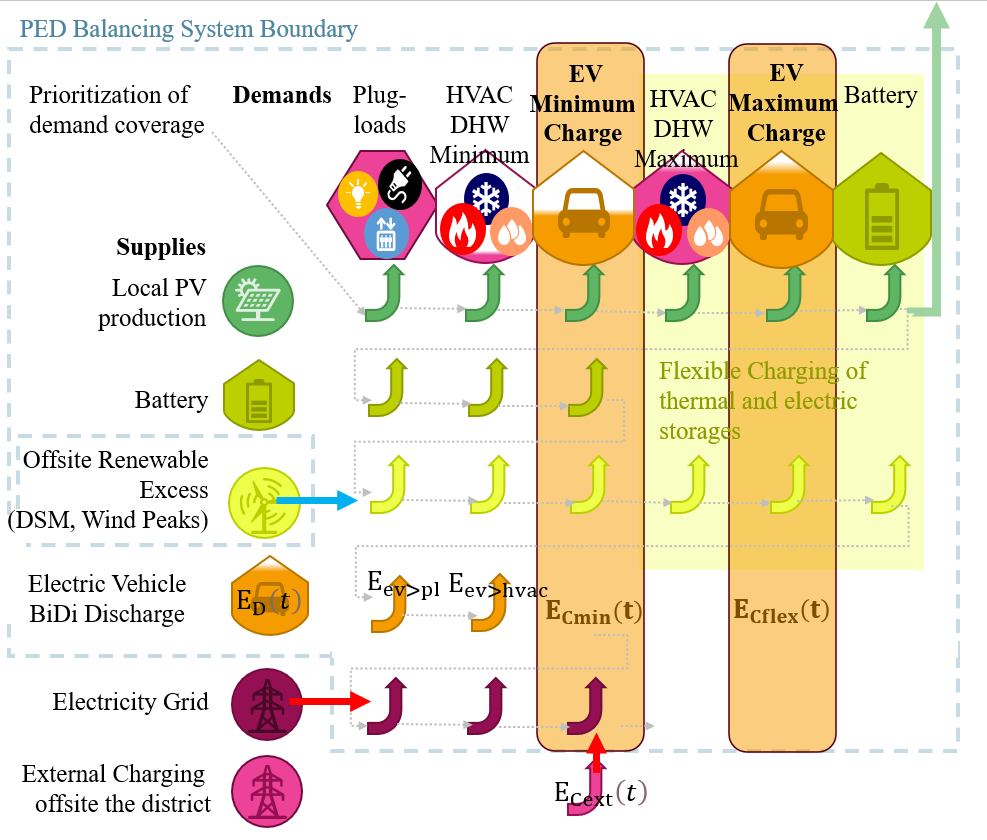 PED Balancing System Boundary
Prioritization of
demand coverage
Demands
Plug-
loads
HVAC
DHW
Minimum
EV
Minimum
Charge
HVAC
DHW
Maximum
EV
Maximum
Charge
Battery
Supplies
Local PV
production
Battery
Flexible Charging of
thermal and electric
storages
Offsite Renewable
Excess
(DSM, Wind Peaks)
Electric Vehicle
BiDi Discharge
E_D(t)
E_ev>pl
E_ev>hvac
E_Cmin(t)
E_Cflex(t)
Electricity Grid
External Charging
offsite the district
E_Cext(t)